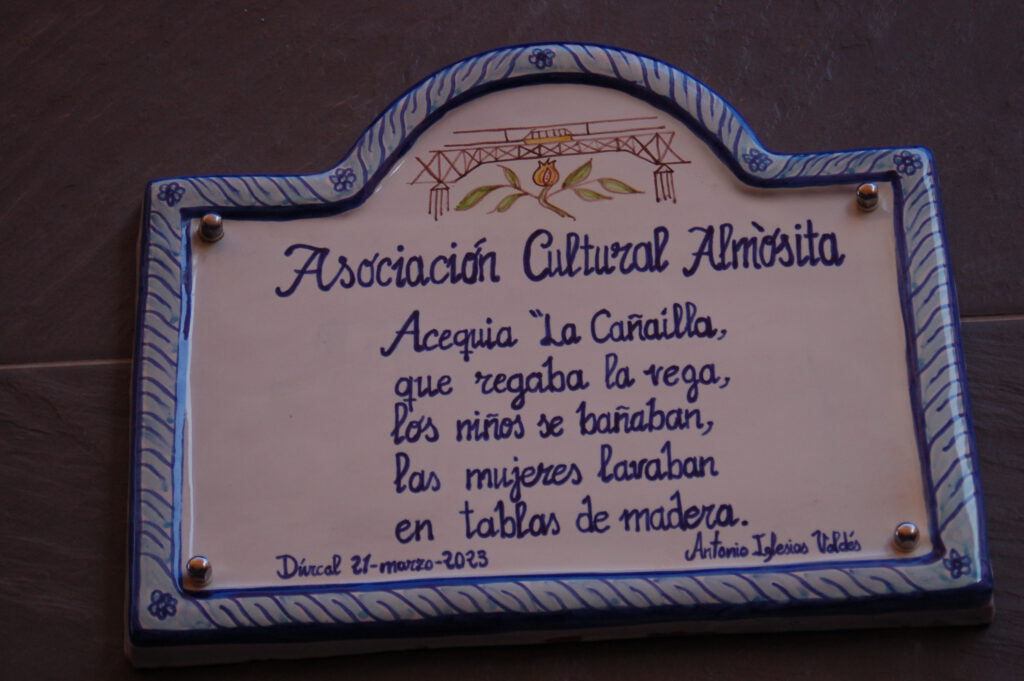 Asociación Cultural Almòsita
Acequia "La Cañailla,
que regaba la vega,
los niños se bañaban,
las mujeres lavaban
en tablas de madera.
Antonio Iglesias Valdés
Dúrcal 21-marzo-2023